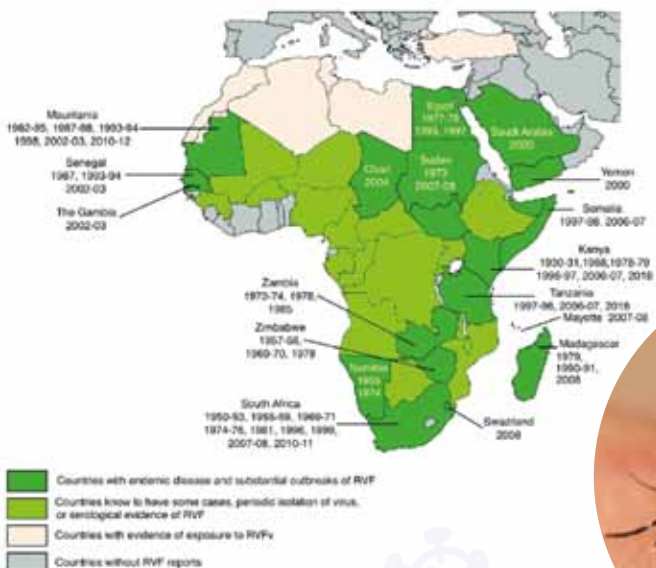 Mauritania
1982-85, 1987-88, 1993-94
1998, 2002-03, 2010-12
Senegal
1987, 1993-94
2002-03
The Gambia
2002-03
Egypt
1977-78
1993, 1997
Saudi Arabia
2000
Chad
2004
Sudan
1973
2007-08
Yemen
2000
Somalia
1997-98, 2006-07
Kenya
1930-31, 1968, 1978-79
1996-97, 2006-07, 2018
Tanzania
1997-98, 2006-07, 2018
Mayotte 2007-08
Zambia
1973-74, 1978,
1985
Zimbabwe
1957-58,
1969-70, 1978
Madagascar
1979,
1990-91,
2008
Namibia
1955
1974
South Africa
1950-53, 1955-59, 1969-71
1974-76, 1981, 1996, 1999,
2007-08, 2010-11
Swaziland
2008
Countries with endemic disease and substantial outbreaks of RVF
Countries know to have some cases, periodic isolation of virus,
or serological evidence of RVF
Countries with evidence of exposure to RVFv
Countries without RVF reports